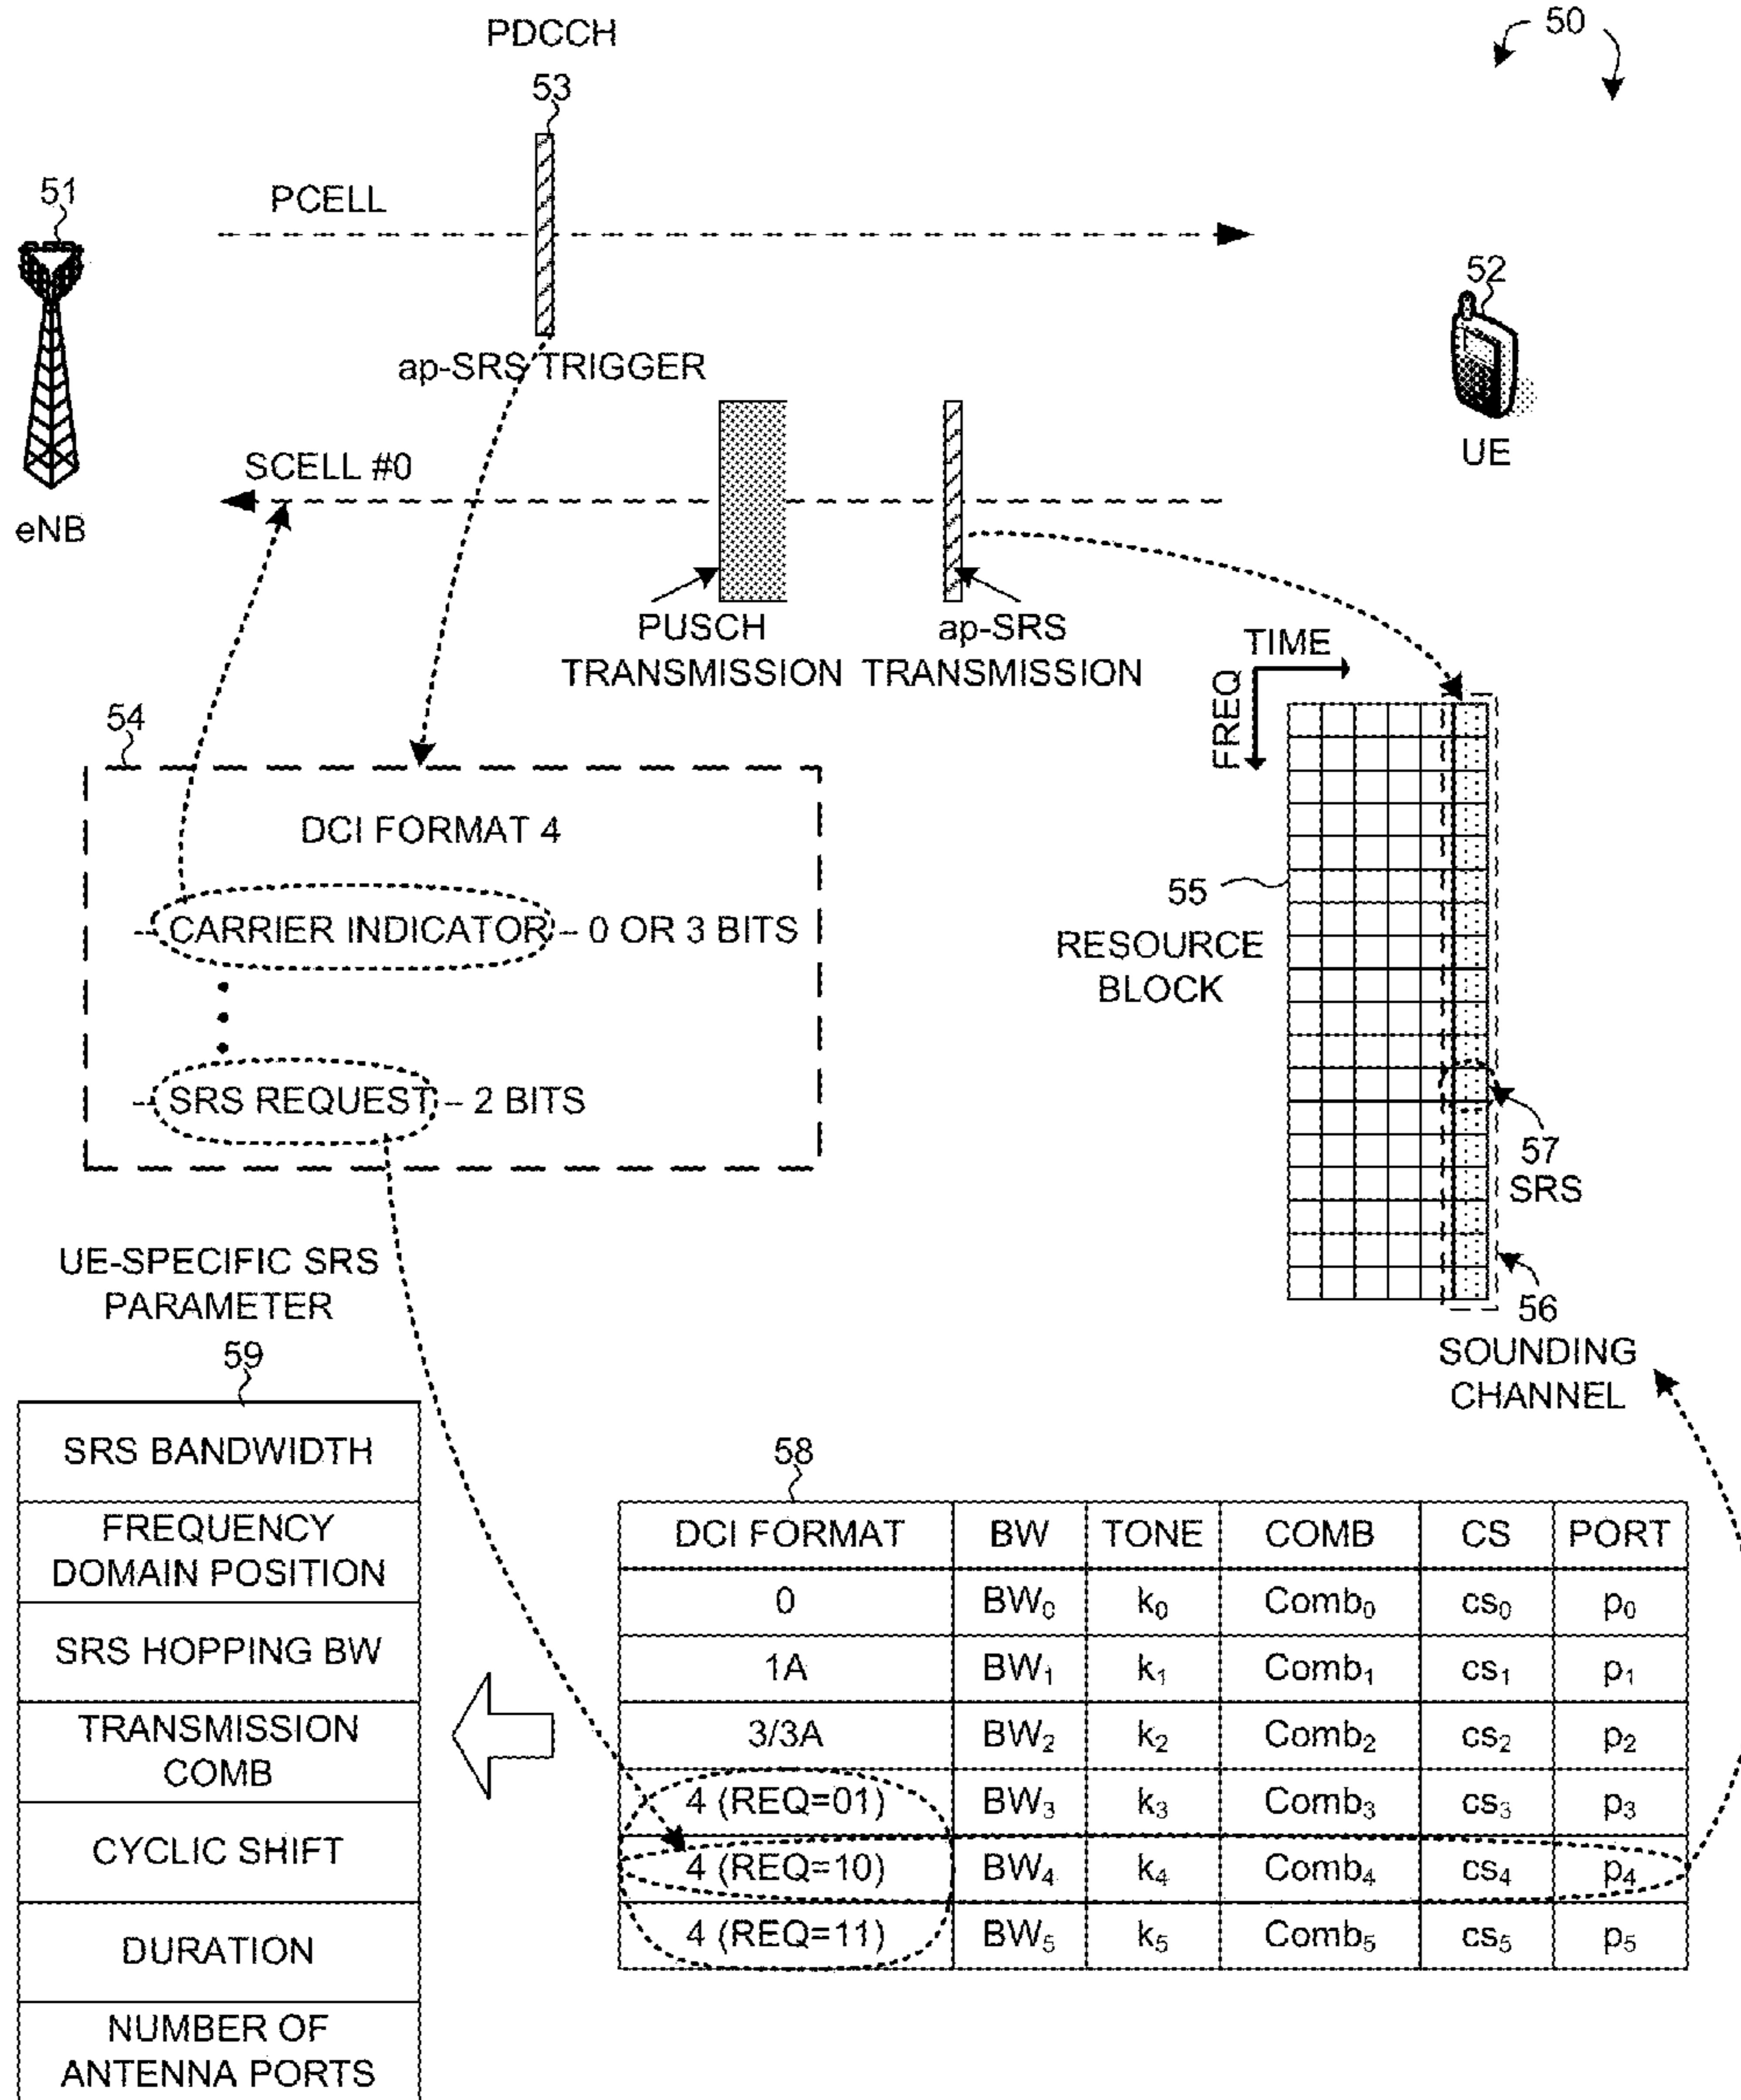 PDCCH
53
50
51
PCELL
52
ap-SRS TRIGGER
UE
SCELL #0
eNB
PUSCH
TRANSMISSION
ap-SRS
TRANSMISSION
TIME
FREQ
54
DCI FORMAT 4
-- CARRIER INDICATOR – 0 OR 3 BITS
-- SRS REQUEST – 2 BITS
55
RESOURCE
BLOCK
57
SRS
56
SOUNDING
CHANNEL
UE-SPECIFIC SRS
PARAMETER
59
SRS BANDWIDTH
FREQUENCY
DOMAIN POSITION
SRS HOPPING BW
TRANSMISSION
COMB
CYCLIC SHIFT
DURATION
NUMBER OF
ANTENNA PORTS
58
DCI FORMAT BW TONE COMB CS PORT
0 BW₀ k₀ Comb₀ cs₀ p₀
1A BW₁ k₁ Comb₁ cs₁ p₁
3/3A BW₂ k₂ Comb₂ cs₂ p₂
4 (REQ=01) BW₃ k₃ Comb₃ cs₃ p₃
4 (REQ=10) BW₄ k₄ Comb₄ cs₄ p₄
4 (REQ=11) BW₅ k₅ Comb₅ cs₅ p₅